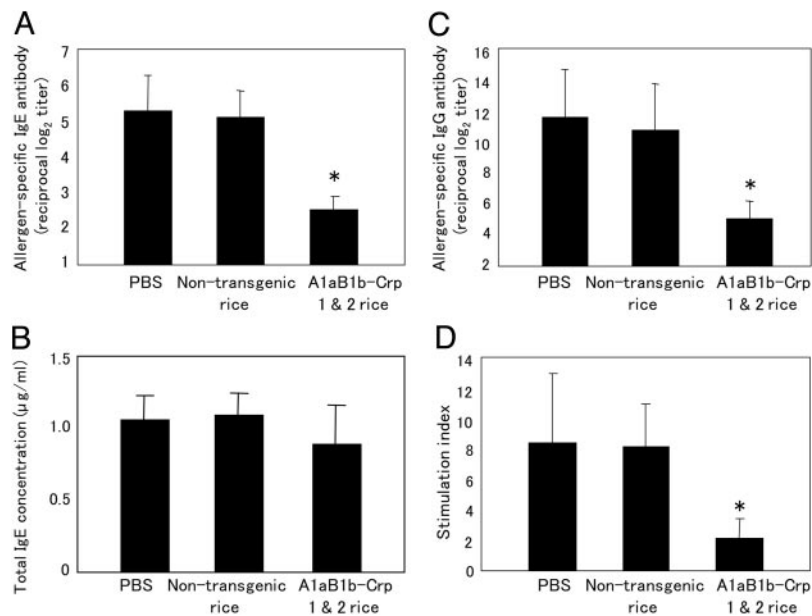 A
Allergen-specific IgE antibody
(reciprocal log2 titer)
7
6
5
4
3
2
1
*
PBS
Non-transgenic
rice
A1aB1b-Crp
1 & 2 rice
B
Total IgE concentration (μg/ml)
1.5
1.0
0.5
0
PBS
Non-transgenic
rice
A1aB1b-Crp
1 & 2 rice
C
Allergen-specific IgG antibody
(reciprocal log2 titer)
16
14
12
10
8
6
4
2
*
PBS
Non-transgenic
rice
A1aB1b-Crp
1 & 2 rice
D
Stimulation index
14
12
10
8
6
4
2
0
*
PBS
Non-transgenic
rice
A1aB1b-Crp
1 & 2 rice